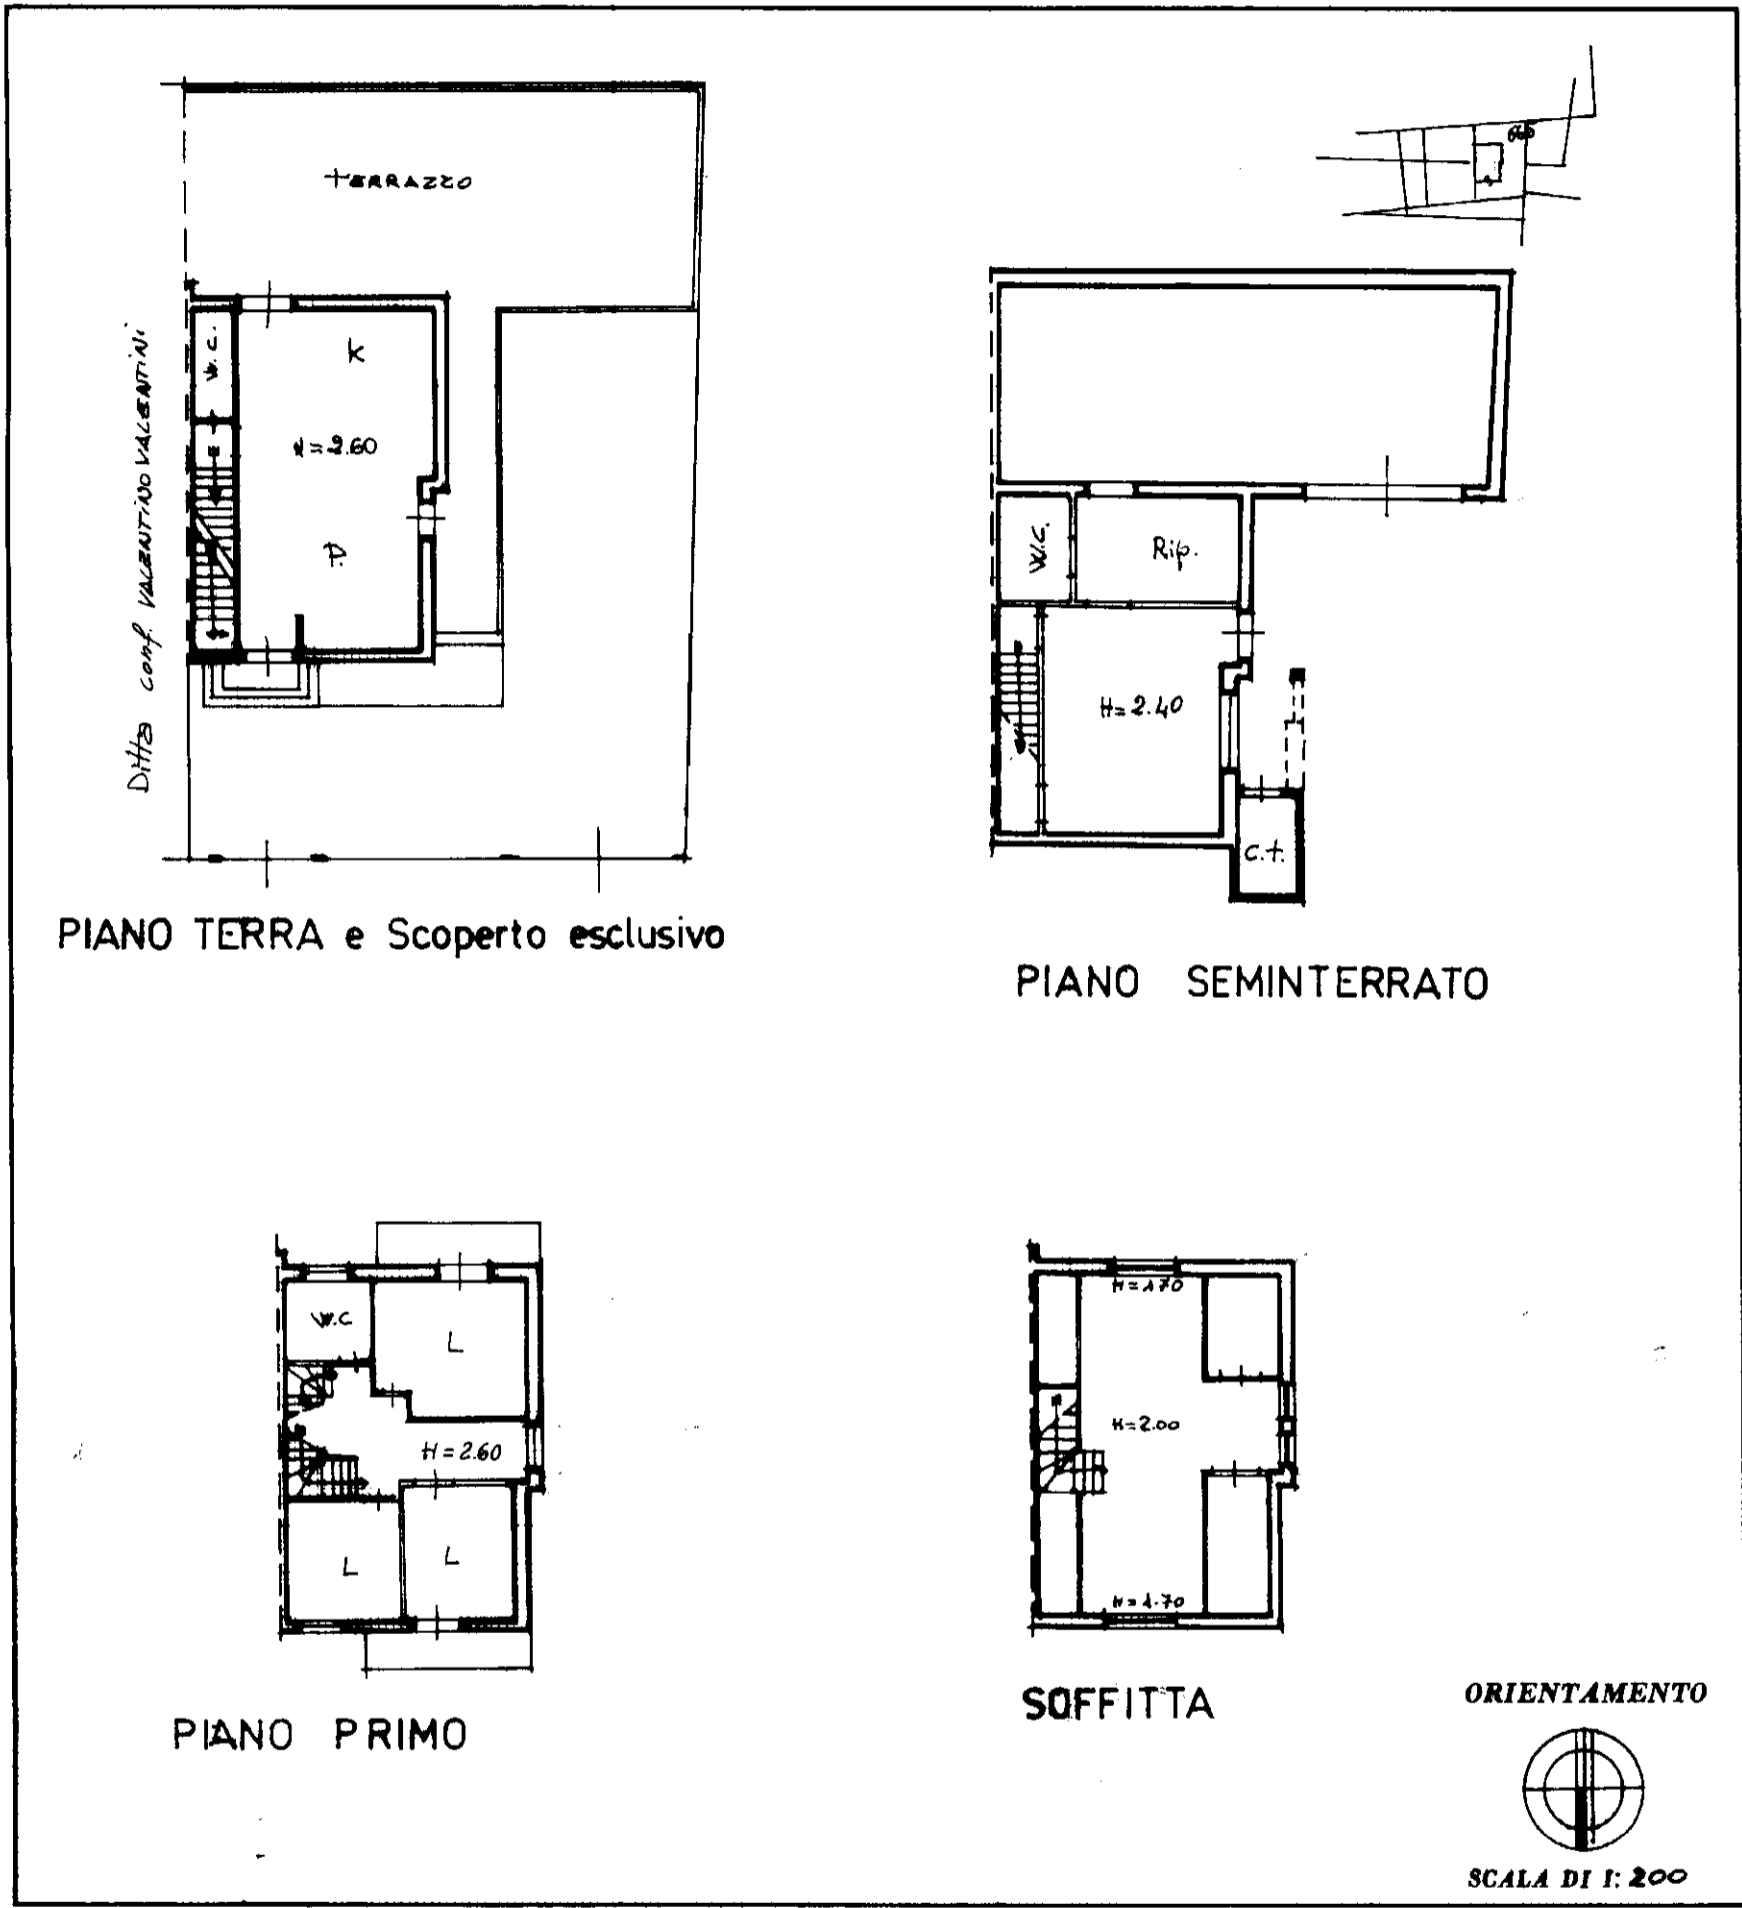 TERRAZZO
665
W.C.
K
H=2.60
P
Ditta conf. VALENTINO VALENTINI
W.C.
Rip.
H=2.40
C.t.
PIANO TERRA e Scoperto esclusivo
PIANO SEMINTERRATO
W.C
L
H=2.60
L
L
H=1.70
H=2.00
H=1.70
PIANO PRIMO
SOFFITTA
ORIENTAMENTO
SCALA DI 1: 200